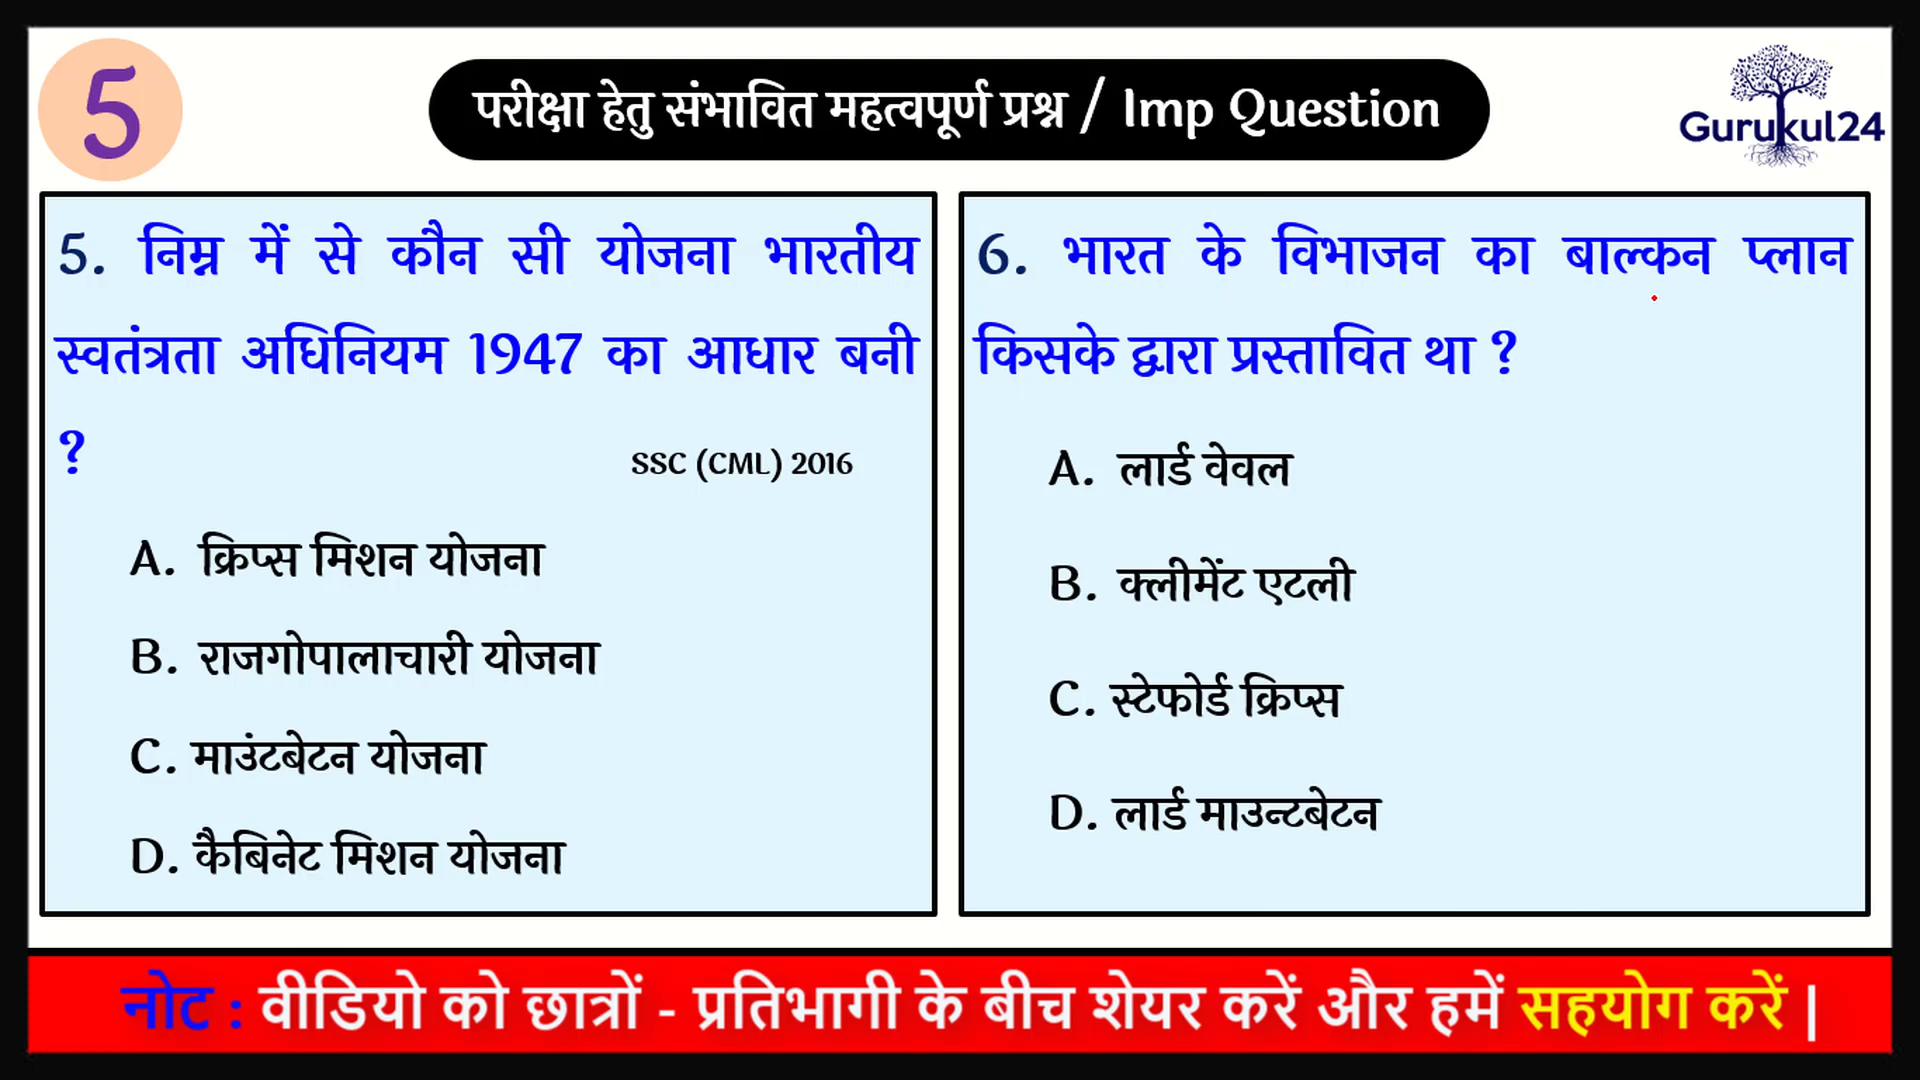 5
परीक्षा हेतु संभावित महत्वपूर्ण प्रश्न / Imp Question
Gurukul24
5. निम्न में से कौन सी योजना भारतीय
स्वतंत्रता अधिनियम 1947 का आधार बनी
?
SSC (CML) 2016
A. क्रिप्स मिशन योजना
B. राजगोपालाचारी योजना
C. माउंटबेटन योजना
D. कैबिनेट मिशन योजना
6. भारत के विभाजन का बाल्कन प्लान
किसके द्वारा प्रस्तावित था ?
A. लार्ड वेवल
B. क्लीमेंट एटली
C. स्टेफोर्ड क्रिप्स
D. लार्ड माउन्टबेटन
नोट : वीडियो को छात्रों - प्रतिभागी के बीच शेयर करें और हमें सहयोग करें |